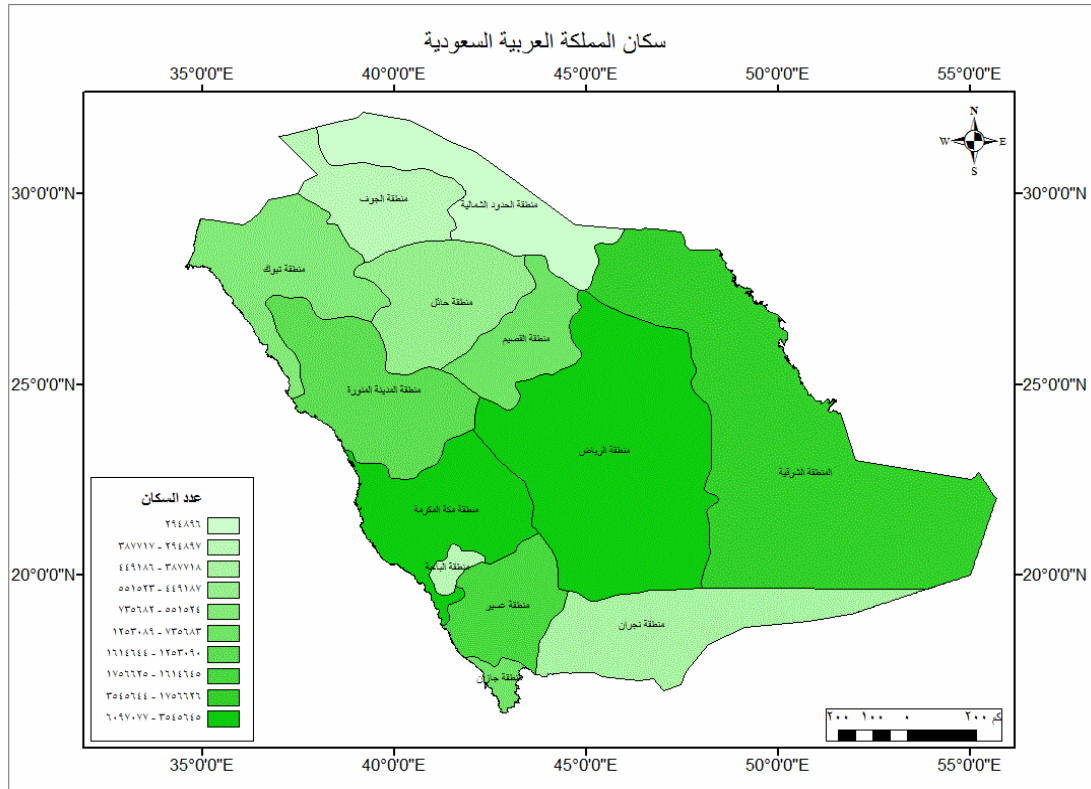 سكان المملكة العربية السعودية
35°0'0"E 40°0'0"E 45°0'0"E 50°0'0"E 55°0'0"E
N
W E
S
30°0'0"N 30°0'0"N
منطقة الجوف
منطقة الحدود الشمالية
منطقة تبوك
منطقة حائل
منطقة القصيم
25°0'0"N 25°0'0"N
منطقة المدينة المنورة
منطقة الرياض
المنطقة الشرقية
منطقة مكة المكرمة
منطقة الباحة
20°0'0"N 20°0'0"N
منطقة عسير
منطقة نجران
منطقة جازان
عدد السكان
٢٩٤٨٩٦
٢٩٤٨٩٧ - ٣٨٧٧١٧
٣٨٧٧١٨ - ٤٤٩١٨٦
٤٤٩١٨٧ - ٥٥١٥٢٣
٥٥١٥٢٤ - ٧٣٥٦٨٢
٧٣٥٦٨٣ - ١٢٥٣٠٨٩
١٢٥٣٠٩٠ - ١٦١٤٦٤٤
١٦١٤٦٤٥ - ١٧٥٦٦٢٥
١٧٥٦٦٢٦ - ٣٥٤٥٦٤٤
٣٥٤٥٦٤٥ - ٦٠٩٧٠٧٧
٢٠٠ ١٠٠ ٠ ٢٠٠ كم
35°0'0"E 40°0'0"E 45°0'0"E 50°0'0"E 55°0'0"E